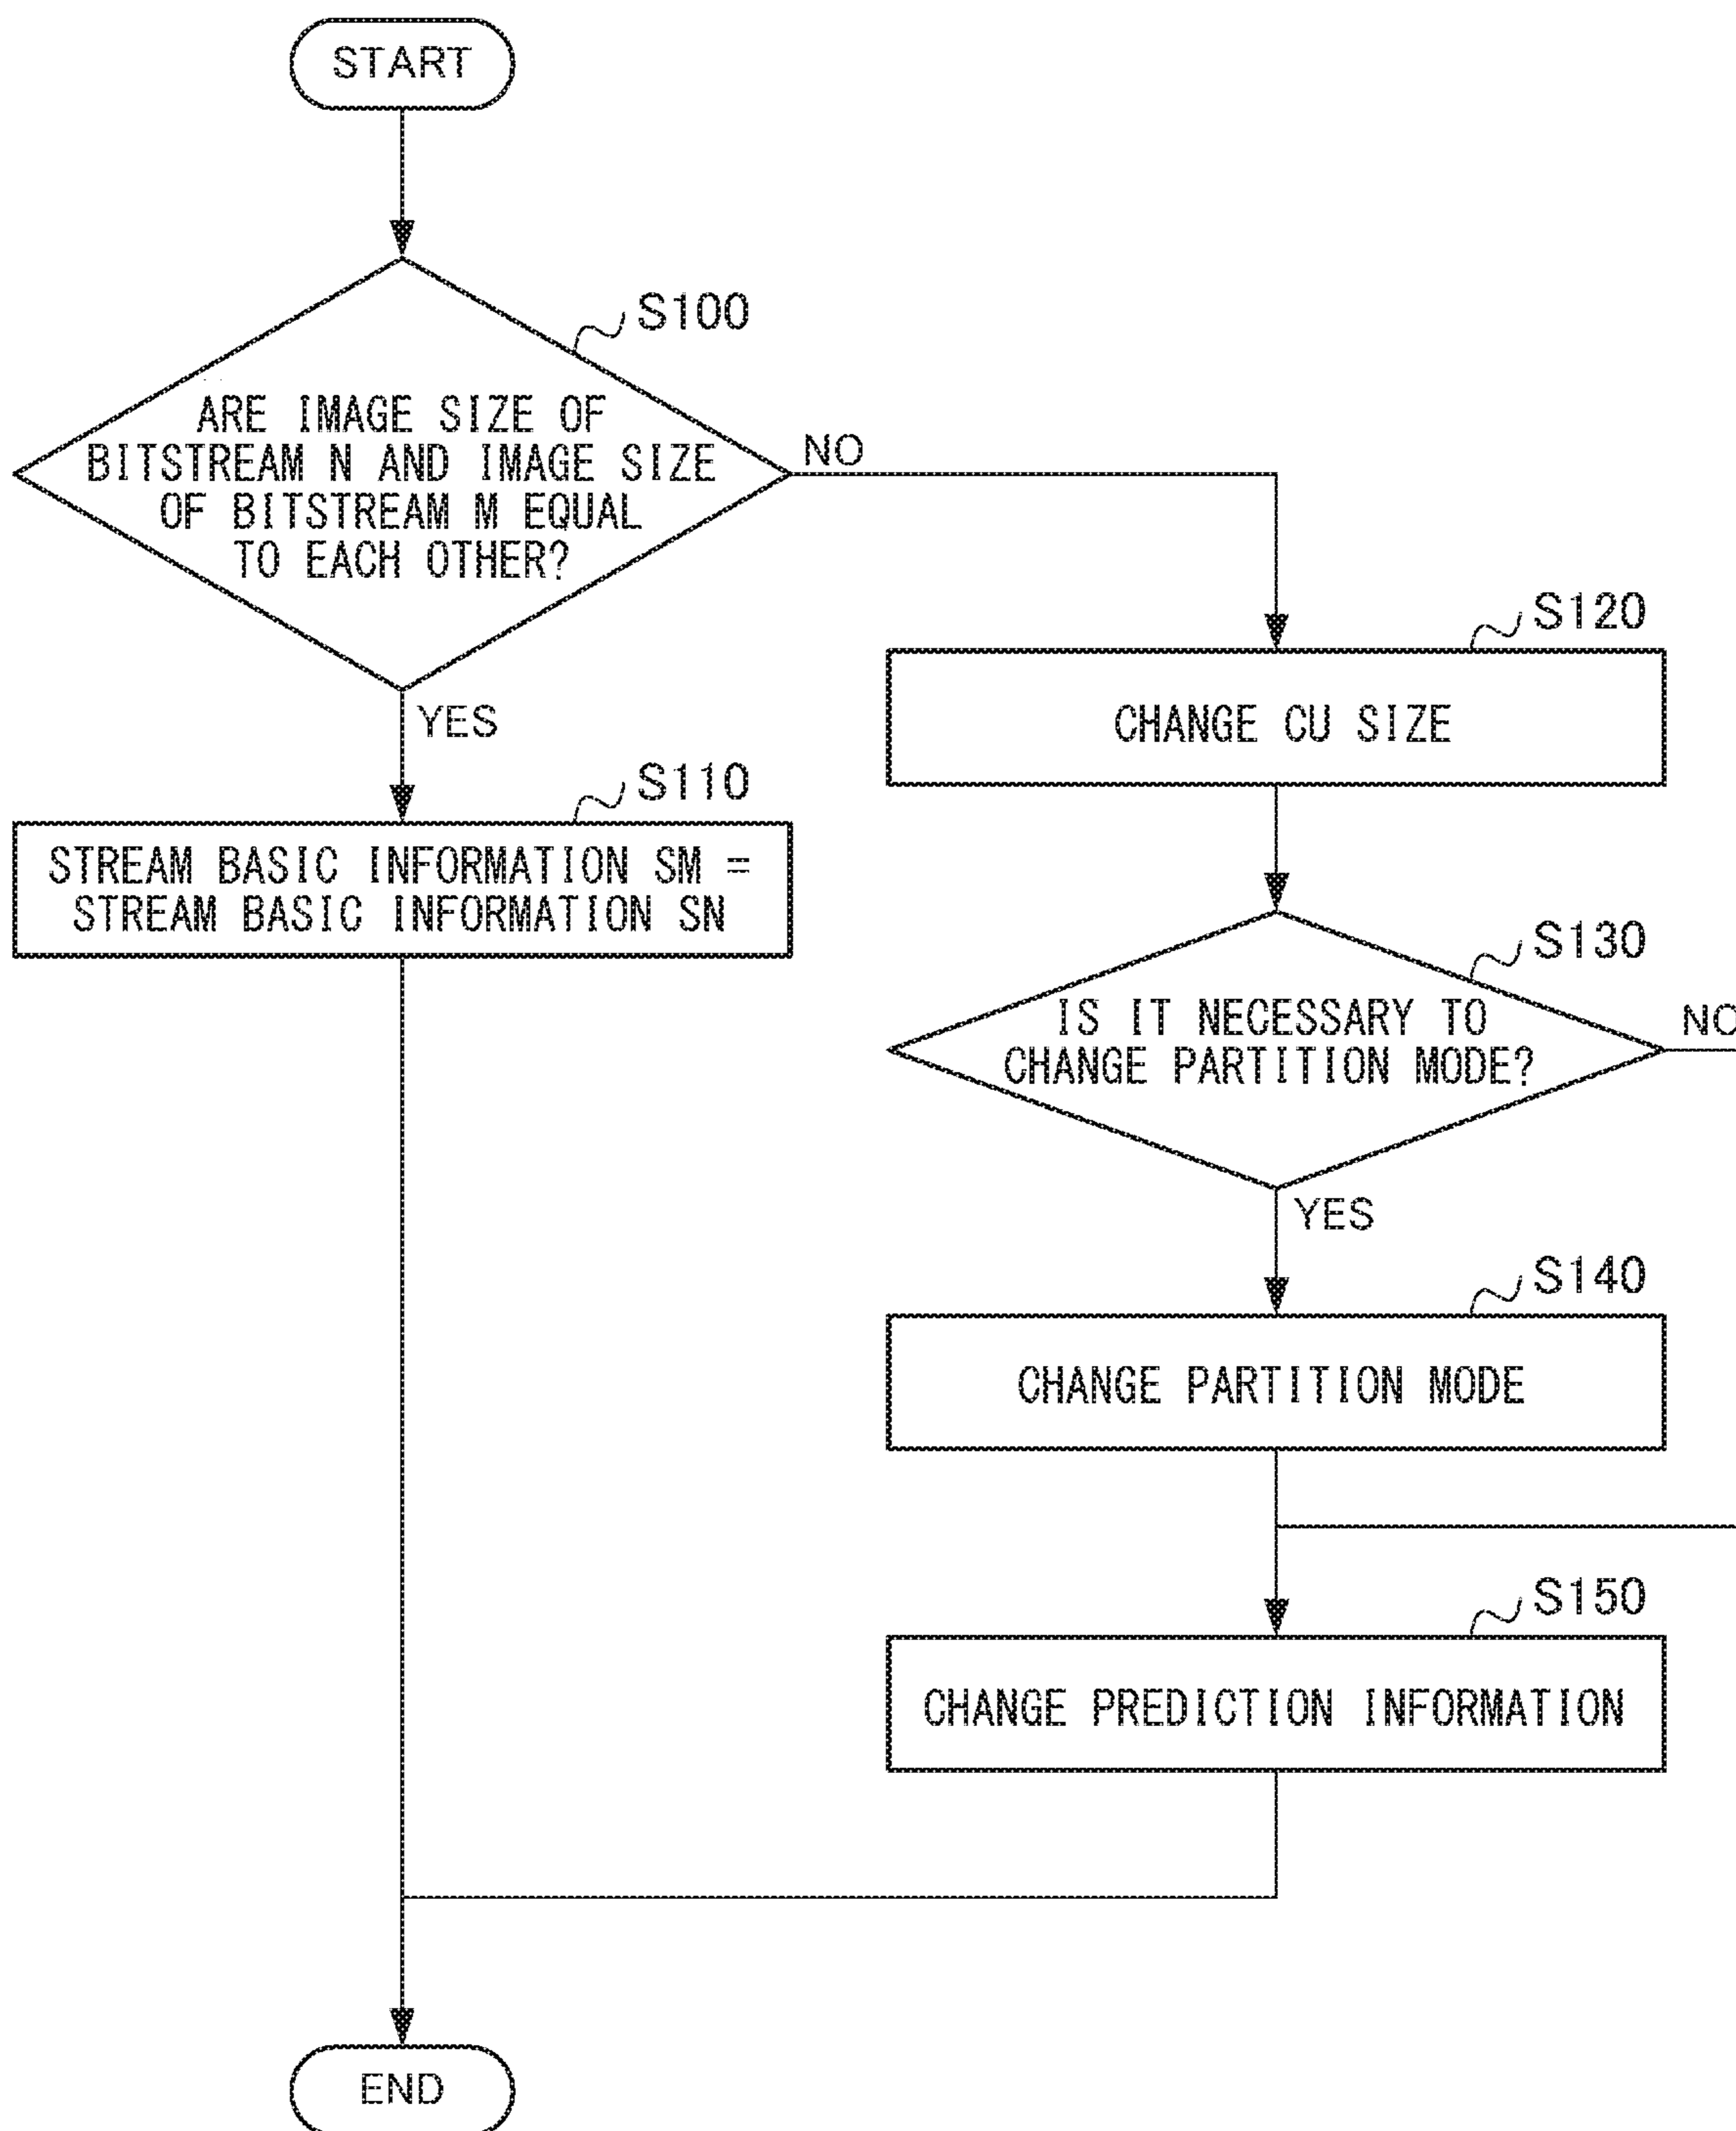 START
S100
ARE IMAGE SIZE OF
BITSTREAM N AND IMAGE SIZE
OF BITSTREAM M EQUAL
TO EACH OTHER?
NO
YES
S110
STREAM BASIC INFORMATION SM =
STREAM BASIC INFORMATION SN
S120
CHANGE CU SIZE
S130
IS IT NECESSARY TO
CHANGE PARTITION MODE?
NO
YES
S140
CHANGE PARTITION MODE
S150
CHANGE PREDICTION INFORMATION
END